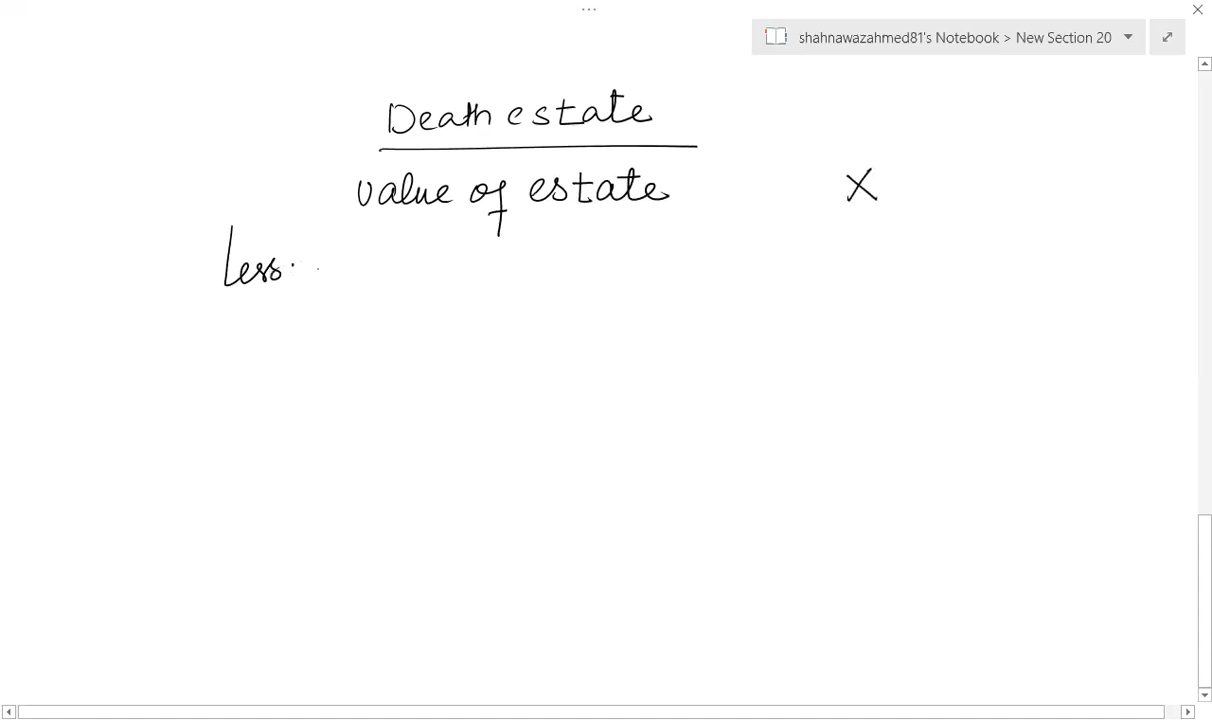 shahnawazahmed81's Notebook > New Section 20
Death estate
value of estate X
Less: